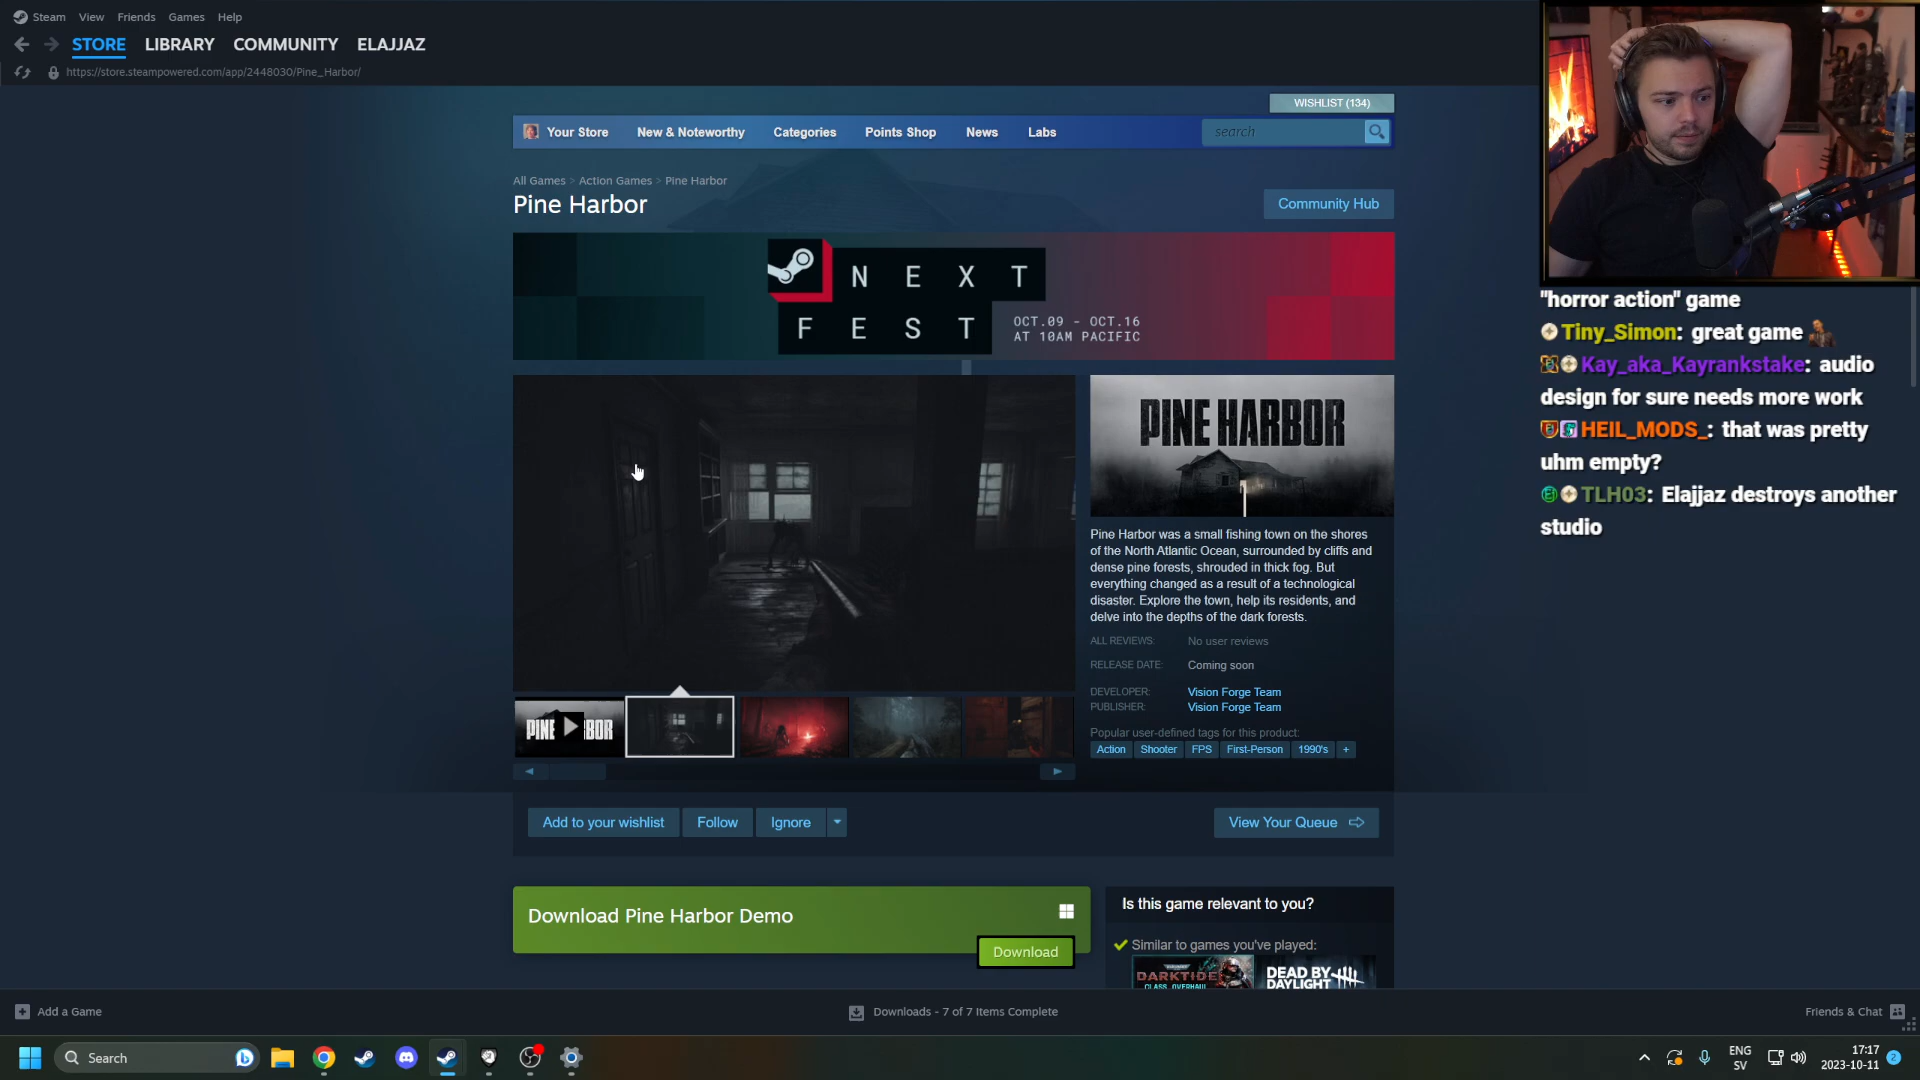 Steam View Friends Games Help
STORE LIBRARY COMMUNITY ELAJJAZ
https://store.steampowered.com/app/2448030/Pine_Harbor/
WISHLIST (134)
Your Store New & Noteworthy Categories Points Shop News Labs search
All Games > Action Games > Pine Harbor
Pine Harbor
Community Hub
NEXT
FEST
OCT.09 - OCT.16
AT 10AM PACIFIC
PINE HARBOR
Pine Harbor was a small fishing town on the shores
of the North Atlantic Ocean, surrounded by cliffs and
dense pine forests, shrouded in thick fog. But
everything changed as a result of a technological
disaster. Explore the town, help its residents, and
delve into the depths of the dark forests.
ALL REVIEWS: No user reviews
RELEASE DATE: Coming soon
DEVELOPER: Vision Forge Team
PUBLISHER: Vision Forge Team
Popular user-defined tags for this product:
Action Shooter FPS First-Person 1990's +
Add to your wishlist Follow Ignore
View Your Queue
Download Pine Harbor Demo
Download
Is this game relevant to you?
Similar to games you've played:
DARKTIDE
CLASS OVERHAUL
DEAD BY
DAYLIGHT
"horror action" game
Tiny_Simon: great game
Kay_aka_Kayrankstake: audio
design for sure needs more work
HEIL_MODS_: that was pretty
uhm empty?
TLH03: Elajjaz destroys another
studio
Add a Game
Downloads - 7 of 7 Items Complete
Friends & Chat
Search
ENG
SV
17:17
2023-10-11
2